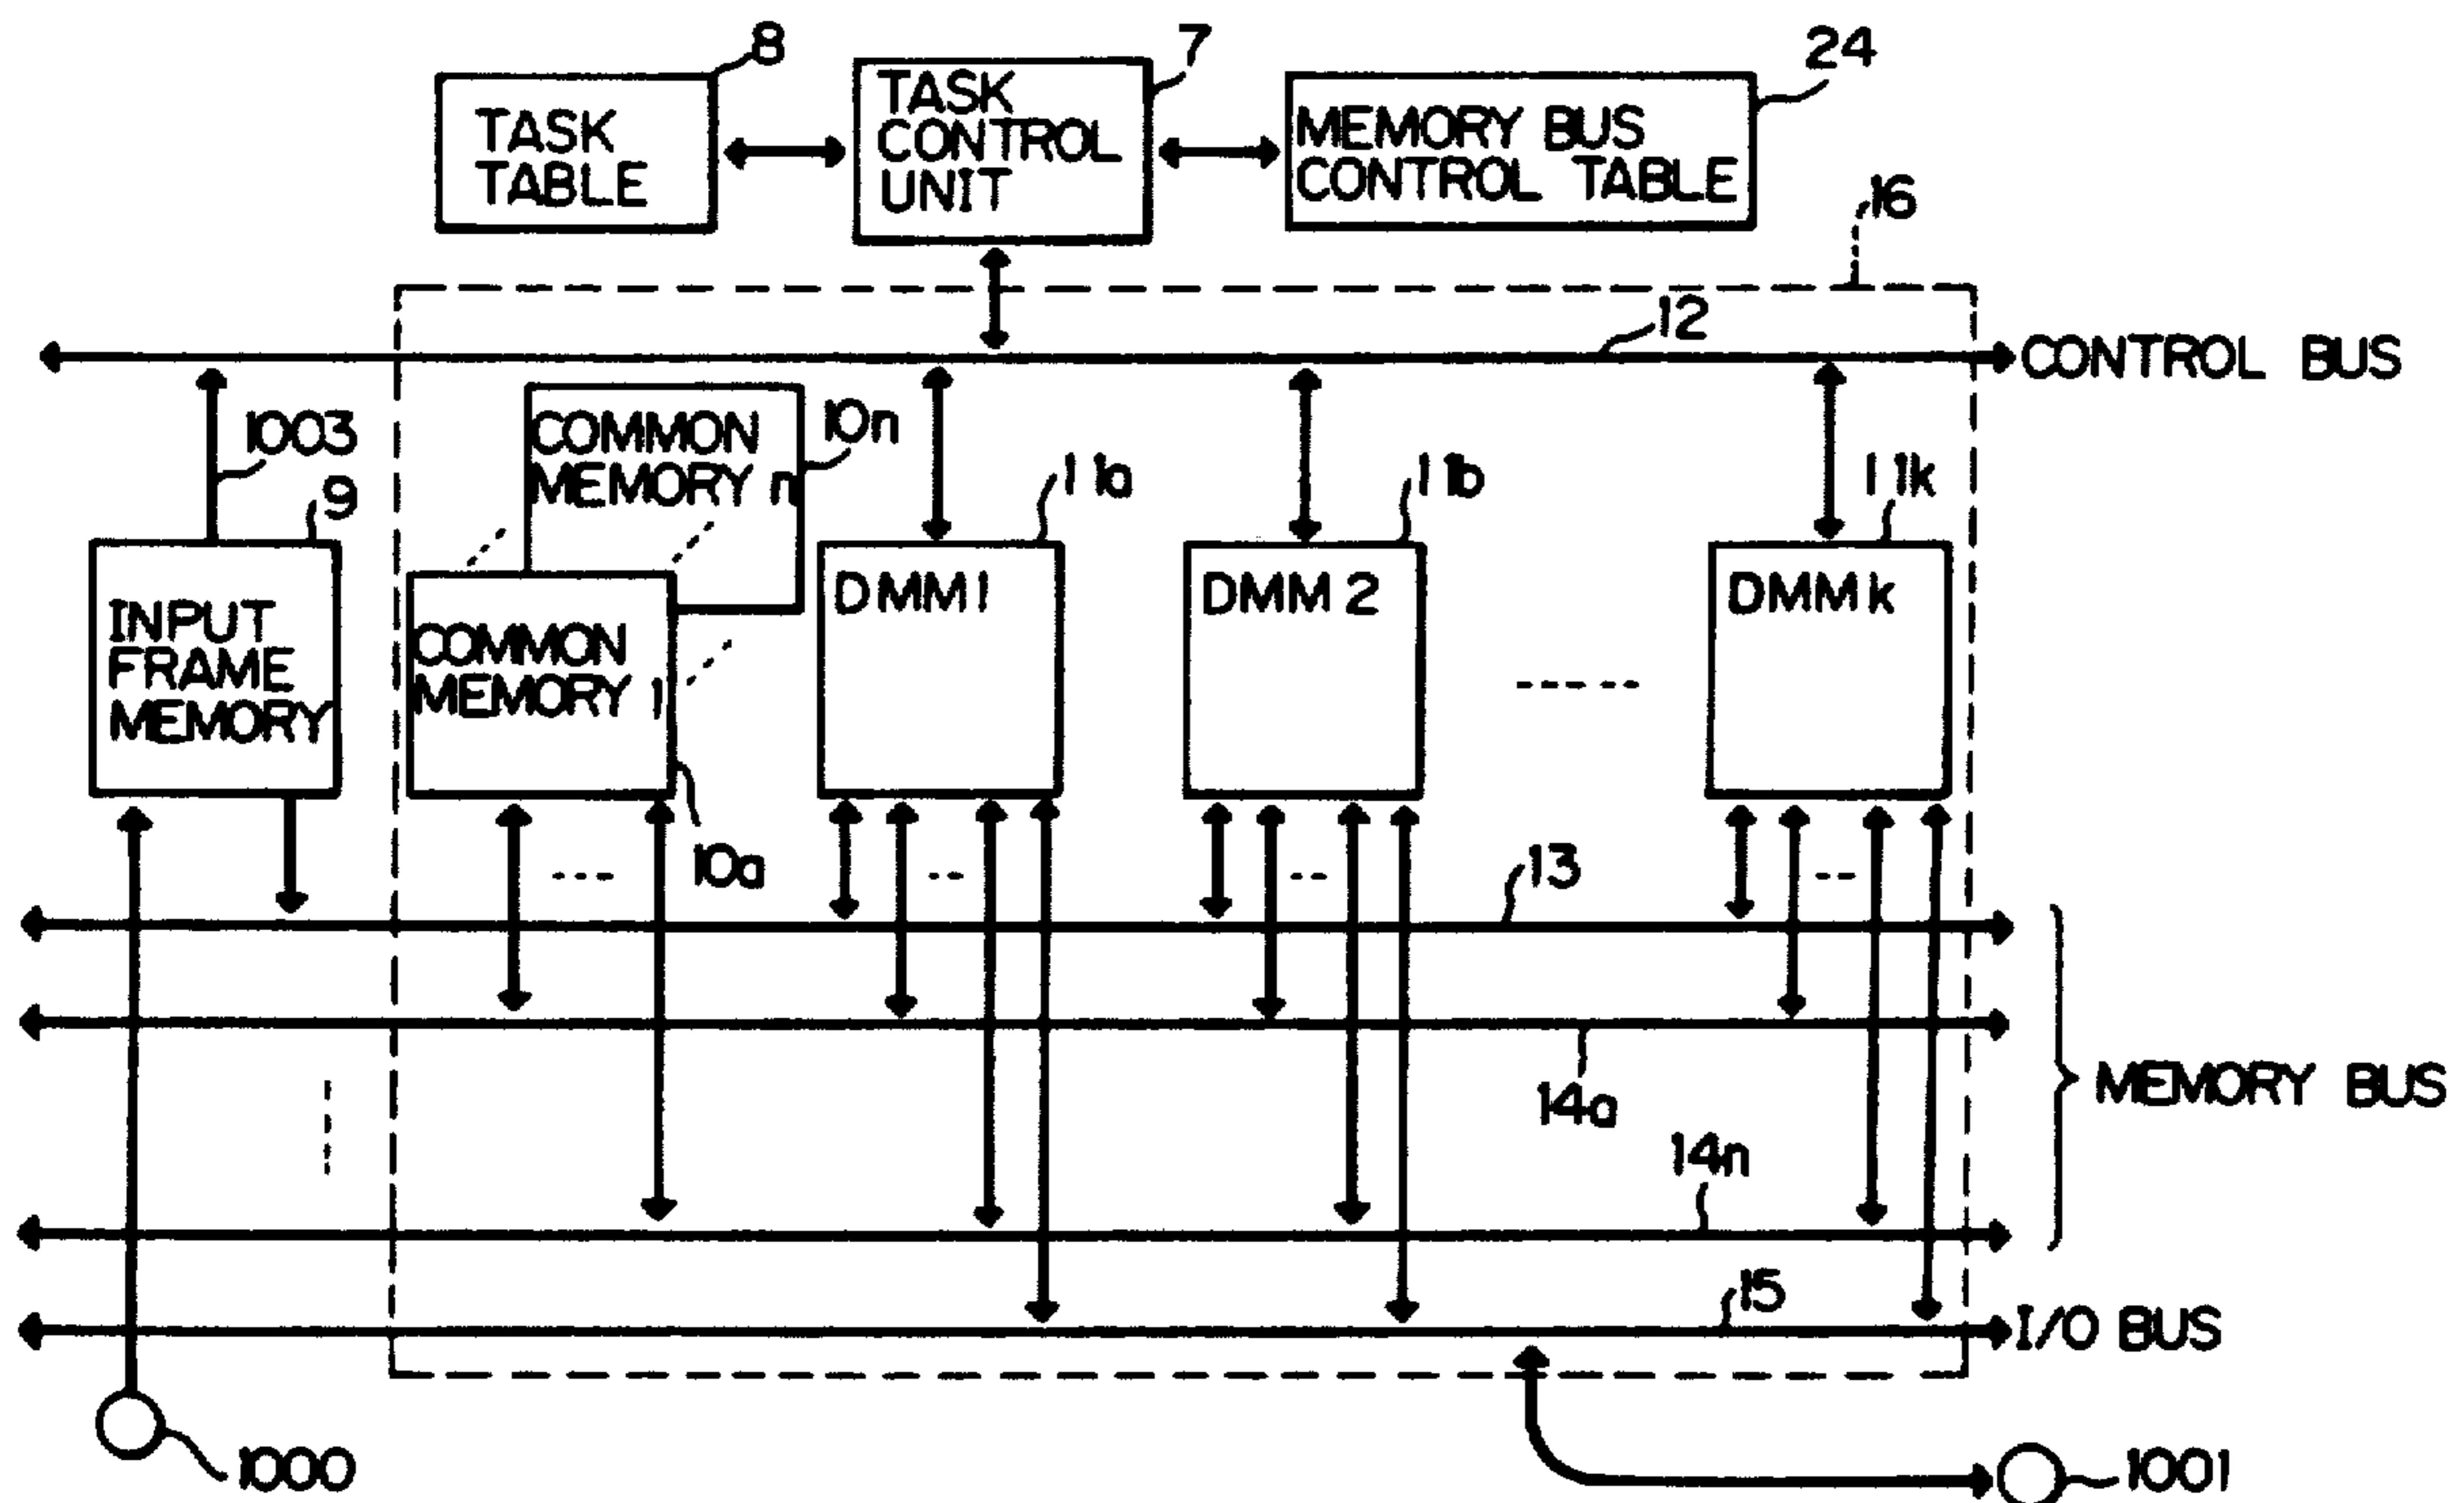 8
7
24
TASK
TABLE
TASK
CONTROL
UNIT
MEMORY BUS
CONTROL TABLE
16
12
CONTROL BUS
1003
9
COMMON
MEMORY n
10n
11a
11b
11k
INPUT
FRAME
MEMORY
COMMON
MEMORY 1
DMM1
DMM2
DMMk
10a
13
14a
MEMORY BUS
14n
15
I/O BUS
1000
1001